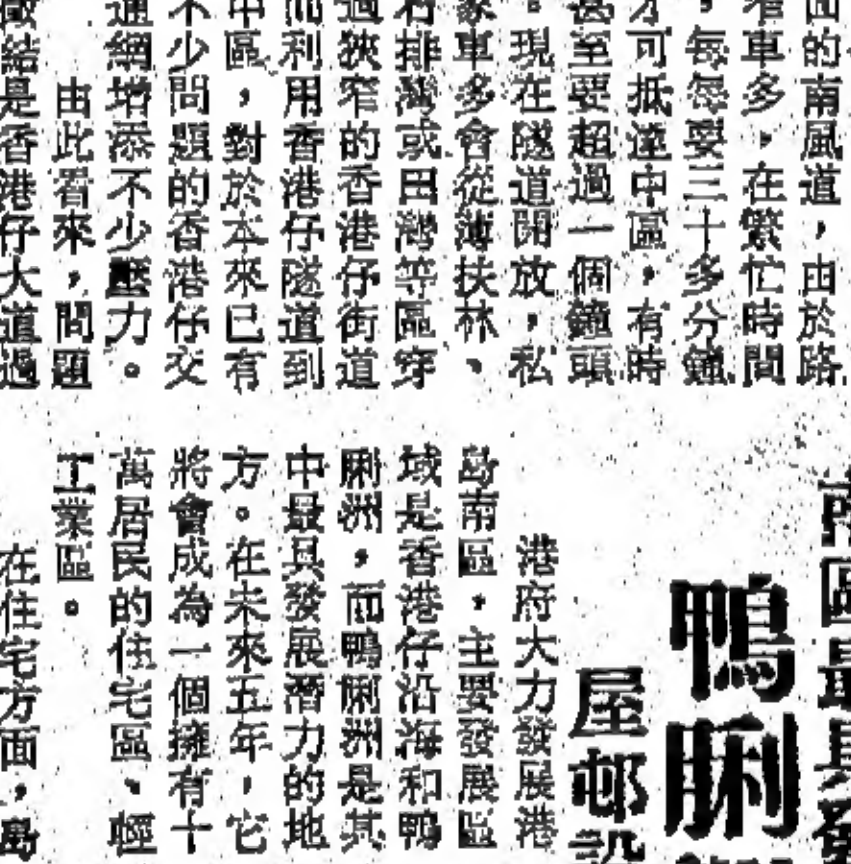 面的南風道，由於路
窄車多，在繁忙時間
，每每要三十多分鐘
才可抵達中區，有時
甚至要超過一個鐘頭
。現在隧道開放，私
家車多會從薄扶林、
石排灣或田灣等區穿
過狹窄的香港仔街道
而利用香港仔隧道到
中區，對於本來已有
不少問題的香港仔交
通網增添不少壓力。
由此看來，問題
癥結是香港仔大道過
南區最具發
鴨脷
屋邨設
港府大力發展港
島南區，主要發展區
域是香港仔沿海和鴨
脷洲，而鴨脷洲是其
中最具發展潛力的地
方。在未來五年，它
將會成為一個擁有十
萬居民的住宅區、輕
工業區。
在住宅方面，島